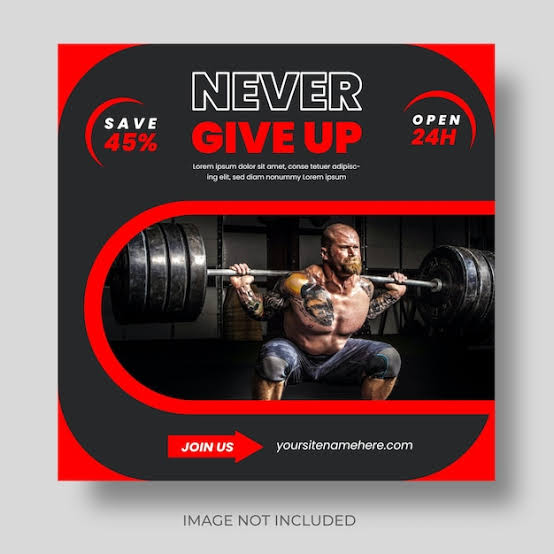 NEVER
GIVE UP
SAVE
45%
OPEN
24H
Lorem ipsum dolor sit amet, conse tetuer adipisc-
ing elit, sed diam nonummy Lorem ipsum
JOIN US
yoursitenamehere.com
IMAGE NOT INCLUDED